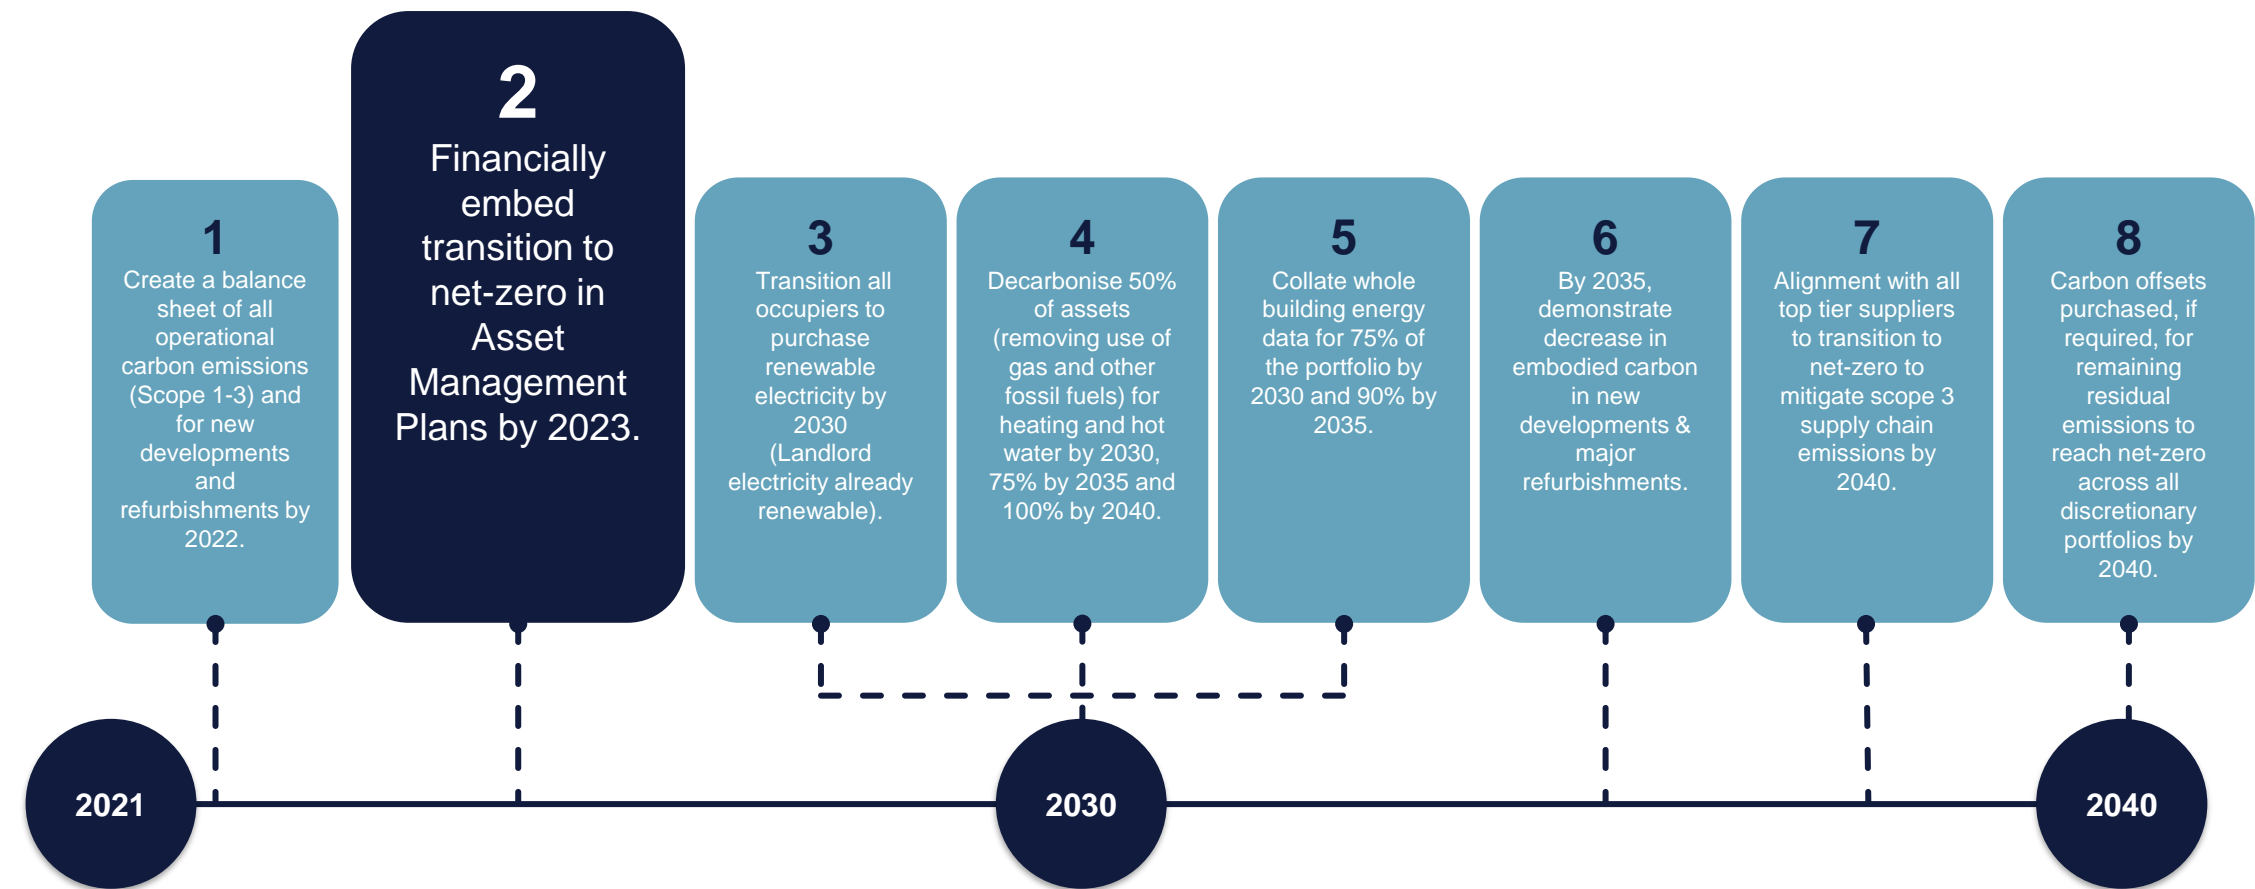 2
Financially
embed
transition to
net-zero in
Asset
Management
Plans by 2023.
1
Create a balance
sheet of all
operational
carbon emissions
(Scope 1-3) and
for new
developments
and
refurbishments by
2022.
3
Transition all
occupiers to
purchase
renewable
electricity by
2030
(Landlord
electricity already
renewable).
4
Decarbonise 50%
of assets
(removing use of
gas and other
fossil fuels) for
heating and hot
water by 2030,
75% by 2035 and
100% by 2040.
5
Collate whole
building energy
data for 75% of
the portfolio by
2030 and 90% by
2035.
6
By 2035,
demonstrate
decrease in
embodied carbon
in new
developments &
major
refurbishments.
7
Alignment with all
top tier suppliers
to transition to
net-zero to
mitigate scope 3
supply chain
emissions by
2040.
8
Carbon offsets
purchased, if
required, for
remaining
residual
emissions to
reach net-zero
across all
discretionary
portfolios by
2040.
2021
2030
2040